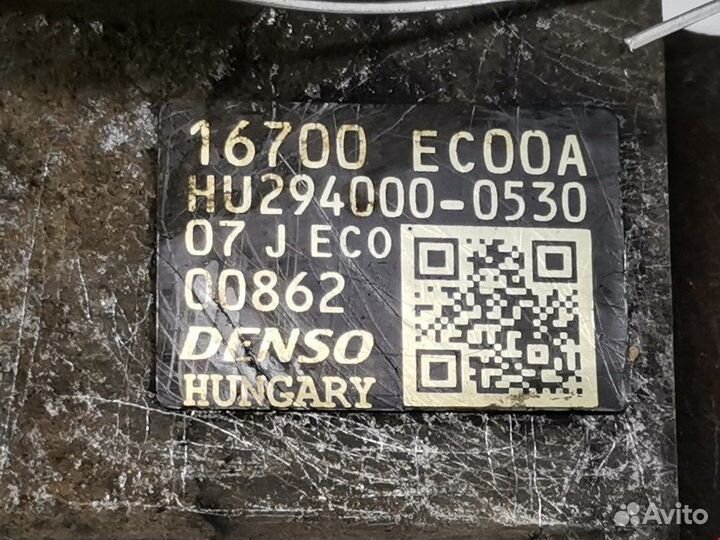 16700 EC00A
HU294000-0530
07 J EC0
00862
DENSO
HUNGARY
Avito